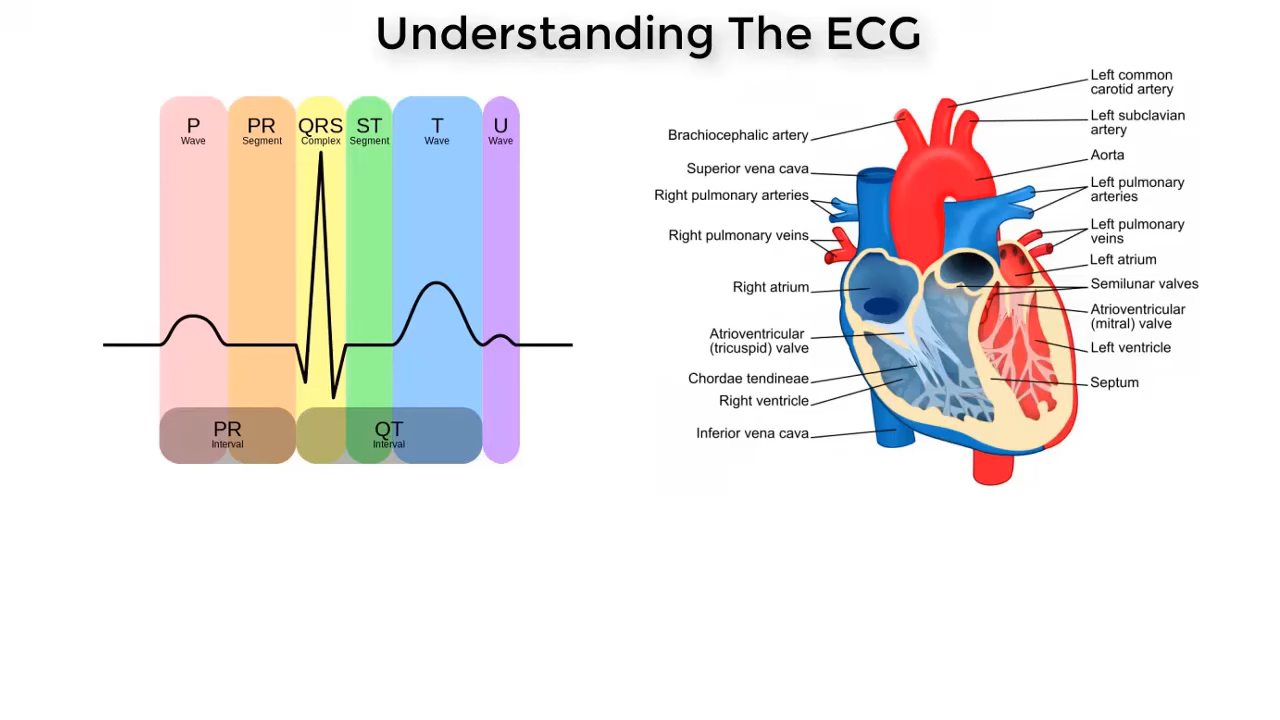 Understanding The ECG
P
Wave
PR
Segment
QRS
Complex
ST
Segment
T
Wave
U
Wave
PR
Interval
QT
Interval
Brachiocephalic artery
Superior vena cava
Right pulmonary arteries
Right pulmonary veins
Right atrium
Atrioventricular
(tricuspid) valve
Chordae tendineae
Right ventricle
Inferior vena cava
Left common
carotid artery
Left subclavian
artery
Aorta
Left pulmonary
arteries
Left pulmonary
veins
Left atrium
Semilunar valves
Atrioventricular
(mitral) valve
Left ventricle
Septum